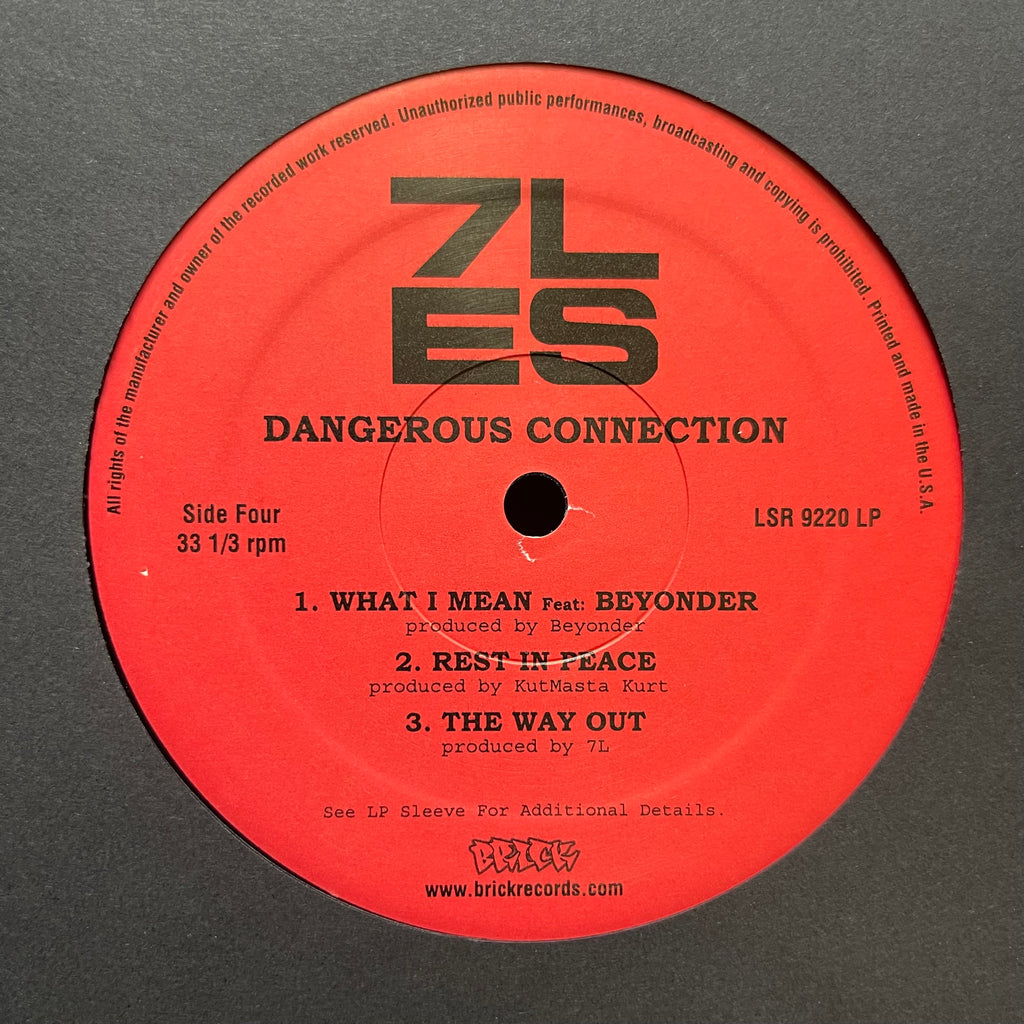 All rights of the manufacturer and owner of the recorded work reserved. Unauthorized public performances, broadcasting and copying is prohibited. Printed and made in the U.S.A.
7L
ES
DANGEROUS CONNECTION
Side Four
33 1/3 rpm
LSR 9220 LP
1. WHAT I MEAN Feat: BEYONDER
produced by Beyonder
2. REST IN PEACE
produced by KutMasta Kurt
3. THE WAY OUT
produced by 7L
See LP Sleeve For Additional Details.
BRICK
www.brickrecords.com